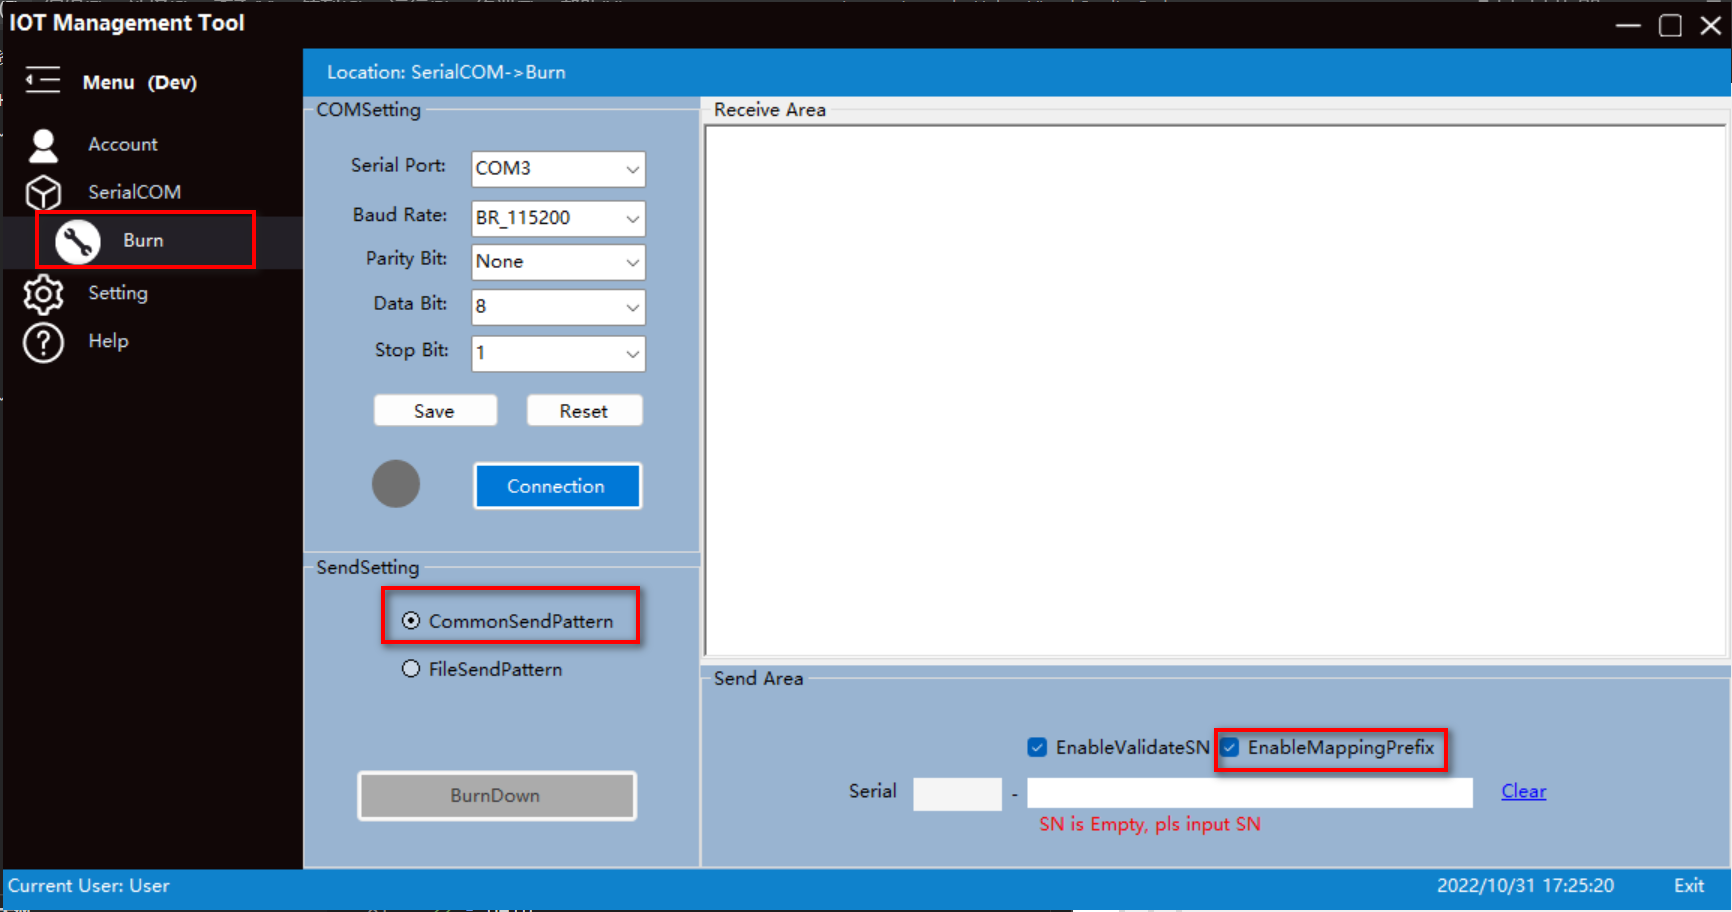 IOT Management Tool
Menu (Dev)
Account
SerialCOM
Burn
Setting
Help
Location: SerialCOM->Burn
COMSetting
Serial Port: COM3
Baud Rate: BR_115200
Parity Bit: None
Data Bit: 8
Stop Bit: 1
Save Reset
Connection
SendSetting
CommonSendPattern
FileSendPattern
BurnDown
Receive Area
Send Area
EnableValidateSN EnableMappingPrefix
Serial - Clear
SN is Empty, pls input SN
Current User: User 2022/10/31 17:25:20 Exit